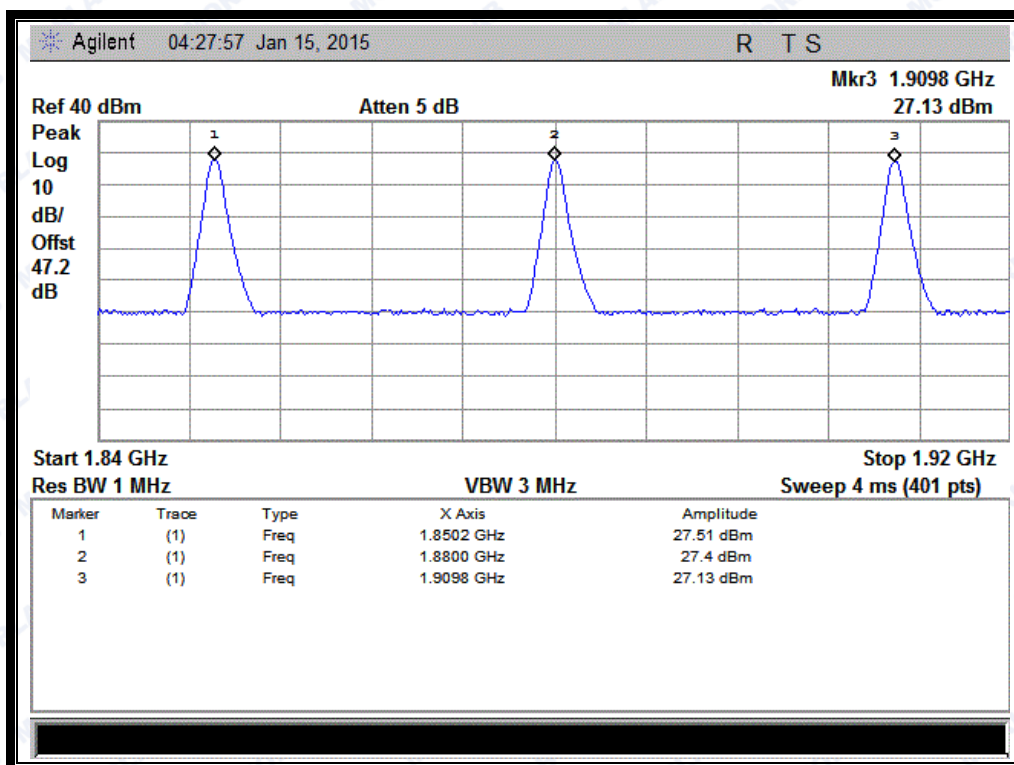 Agilent 04:27:57 Jan 15, 2015 R T S
Mkr3 1.9098 GHz
Ref 40 dBm Atten 5 dB 27.13 dBm
Peak
Log
10
dB/
Offst
47.2
dB
1 2 3
Start 1.84 GHz Stop 1.92 GHz
Res BW 1 MHz VBW 3 MHz Sweep 4 ms (401 pts)
Marker Trace Type X Axis Amplitude
1 (1) Freq 1.8502 GHz 27.51 dBm
2 (1) Freq 1.8800 GHz 27.4 dBm
3 (1) Freq 1.9098 GHz 27.13 dBm